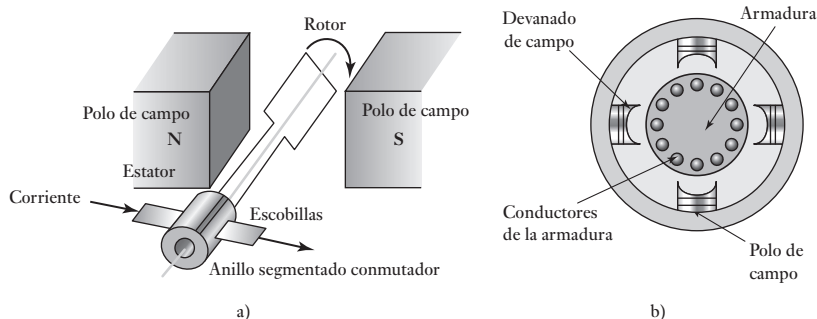 Rotor
Polo de campo
N
Polo de campo
S
Estator
Corriente
Escobillas
Anillo segmentado conmutador
a)
Devanado
de campo
Armadura
Conductores
de la armadura
Polo de
campo
b)